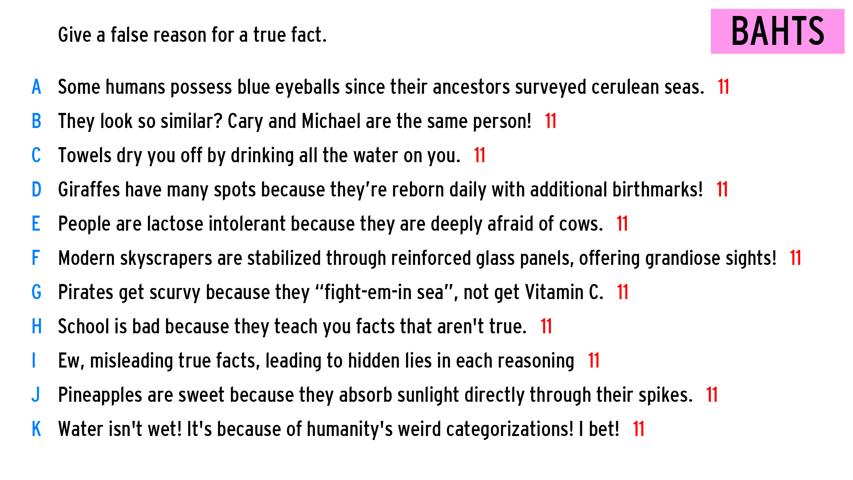 Give a false reason for a true fact.
BAHTS
A Some humans possess blue eyeballs since their ancestors surveyed cerulean seas. 11
B They look so similar? Cary and Michael are the same person! 11
C Towels dry you off by drinking all the water on you. 11
D Giraffes have many spots because they’re reborn daily with additional birthmarks! 11
E People are lactose intolerant because they are deeply afraid of cows. 11
F Modern skyscrapers are stabilized through reinforced glass panels, offering grandiose sights! 11
G Pirates get scurvy because they “fight-em-in sea”, not get Vitamin C. 11
H School is bad because they teach you facts that aren't true. 11
I Ew, misleading true facts, leading to hidden lies in each reasoning 11
J Pineapples are sweet because they absorb sunlight directly through their spikes. 11
K Water isn't wet! It's because of humanity's weird categorizations! I bet! 11